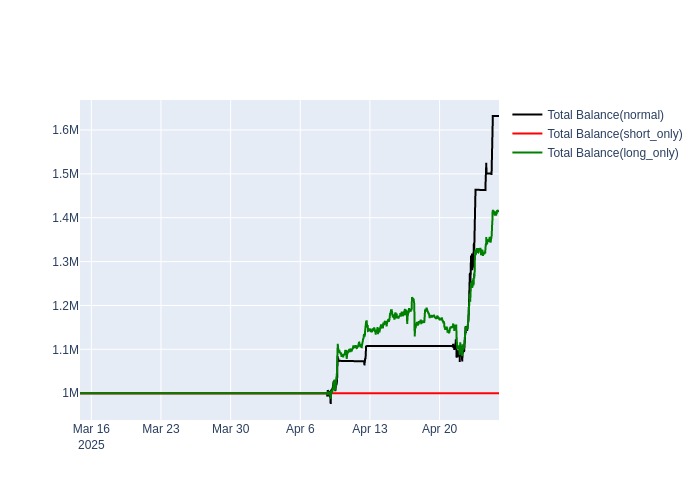 Total Balance(normal)
Total Balance(short_only)
Total Balance(long_only)
1.6M
1.5M
1.4M
1.3M
1.2M
1.1M
1M
Mar 16 Mar 23 Mar 30 Apr 6 Apr 13 Apr 20
2025